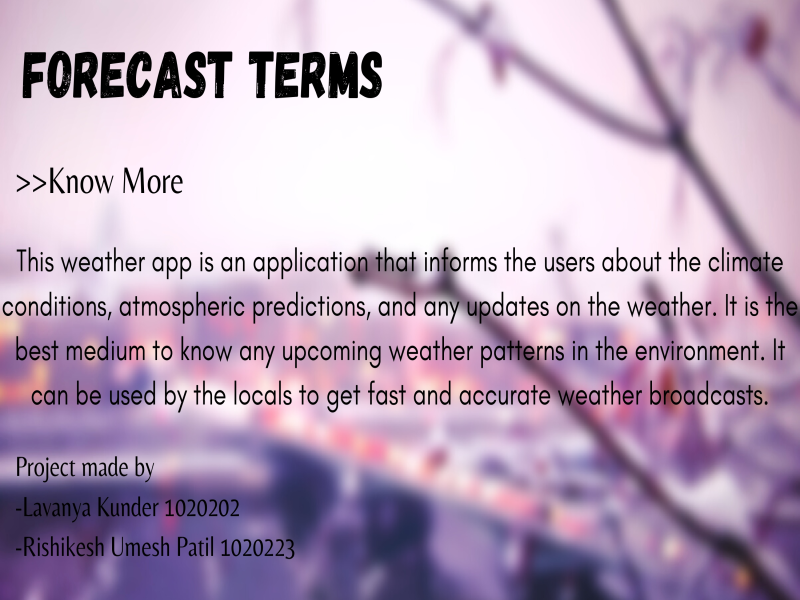 FORECAST TERMS
>>Know More
This weather app is an application that informs the users about the climate
conditions, atmospheric predictions, and any updates on the weather. It is the
best medium to know any upcoming weather patterns in the environment. It
can be used by the locals to get fast and accurate weather broadcasts.
Project made by
-Lavanya Kunder 1020202
-Rishikesh Umesh Patil 1020223